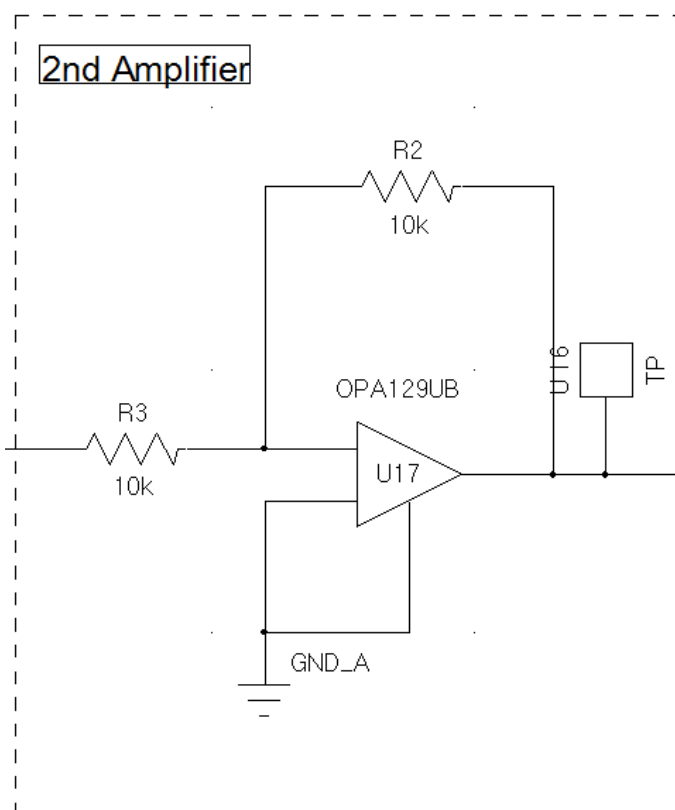 2nd Amplifier
R2
10k
OPA129UB
U16
TP
R3
10k
U17
GND_A